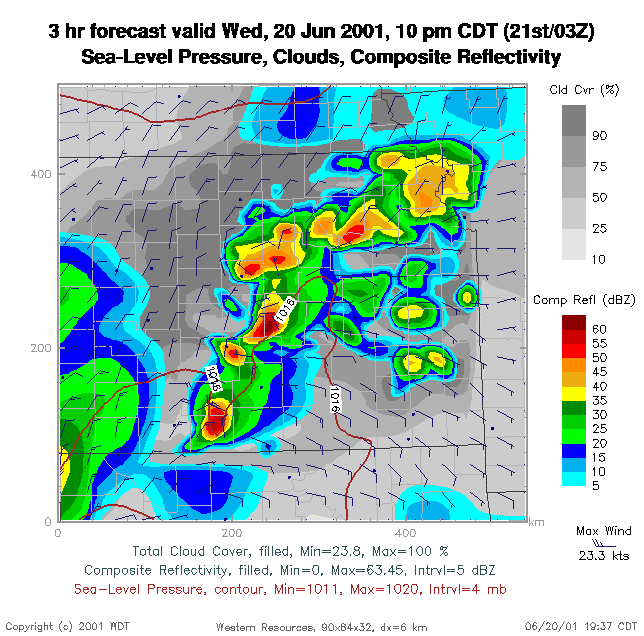 3 hr forecast valid Wed, 20 Jun 2001, 10 pm CDT (21st/03Z)
Sea-Level Pressure, Clouds, Composite Reflectivity
Cld Cvr (%)
90
75
50
25
10
Comp Refl (dBZ)
60
55
50
45
40
35
30
25
20
15
10
5
400
200
0
1016
1016
1016
0
200
400
km
Max Wind
23.3 kts
Total Cloud Cover, filled, Min=23.8, Max=100 %
Composite Reflectivity, filled, Min=0, Max=63.45, Intrvl=5 dBZ
Sea-Level Pressure, contour, Min=1011, Max=1020, Intrvl=4 mb
Copyright (c) 2001 WDT
Western Resources, 90x84x32, dx=6 km
06/20/01 19:37 CDT